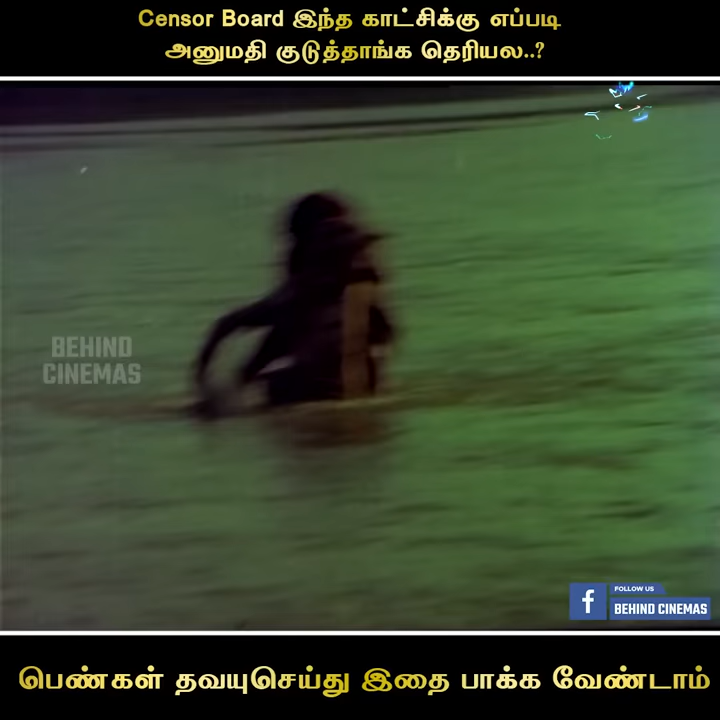 Censor Board இந்த காட்சிக்கு எப்படி
அனுமதி குடுத்தாங்க தெரியல..?
BEHIND
CINEMAS
FOLLOW US
f
BEHIND CINEMAS
பெண்கள் தவயுசெய்து இதை பாக்க வேண்டாம்